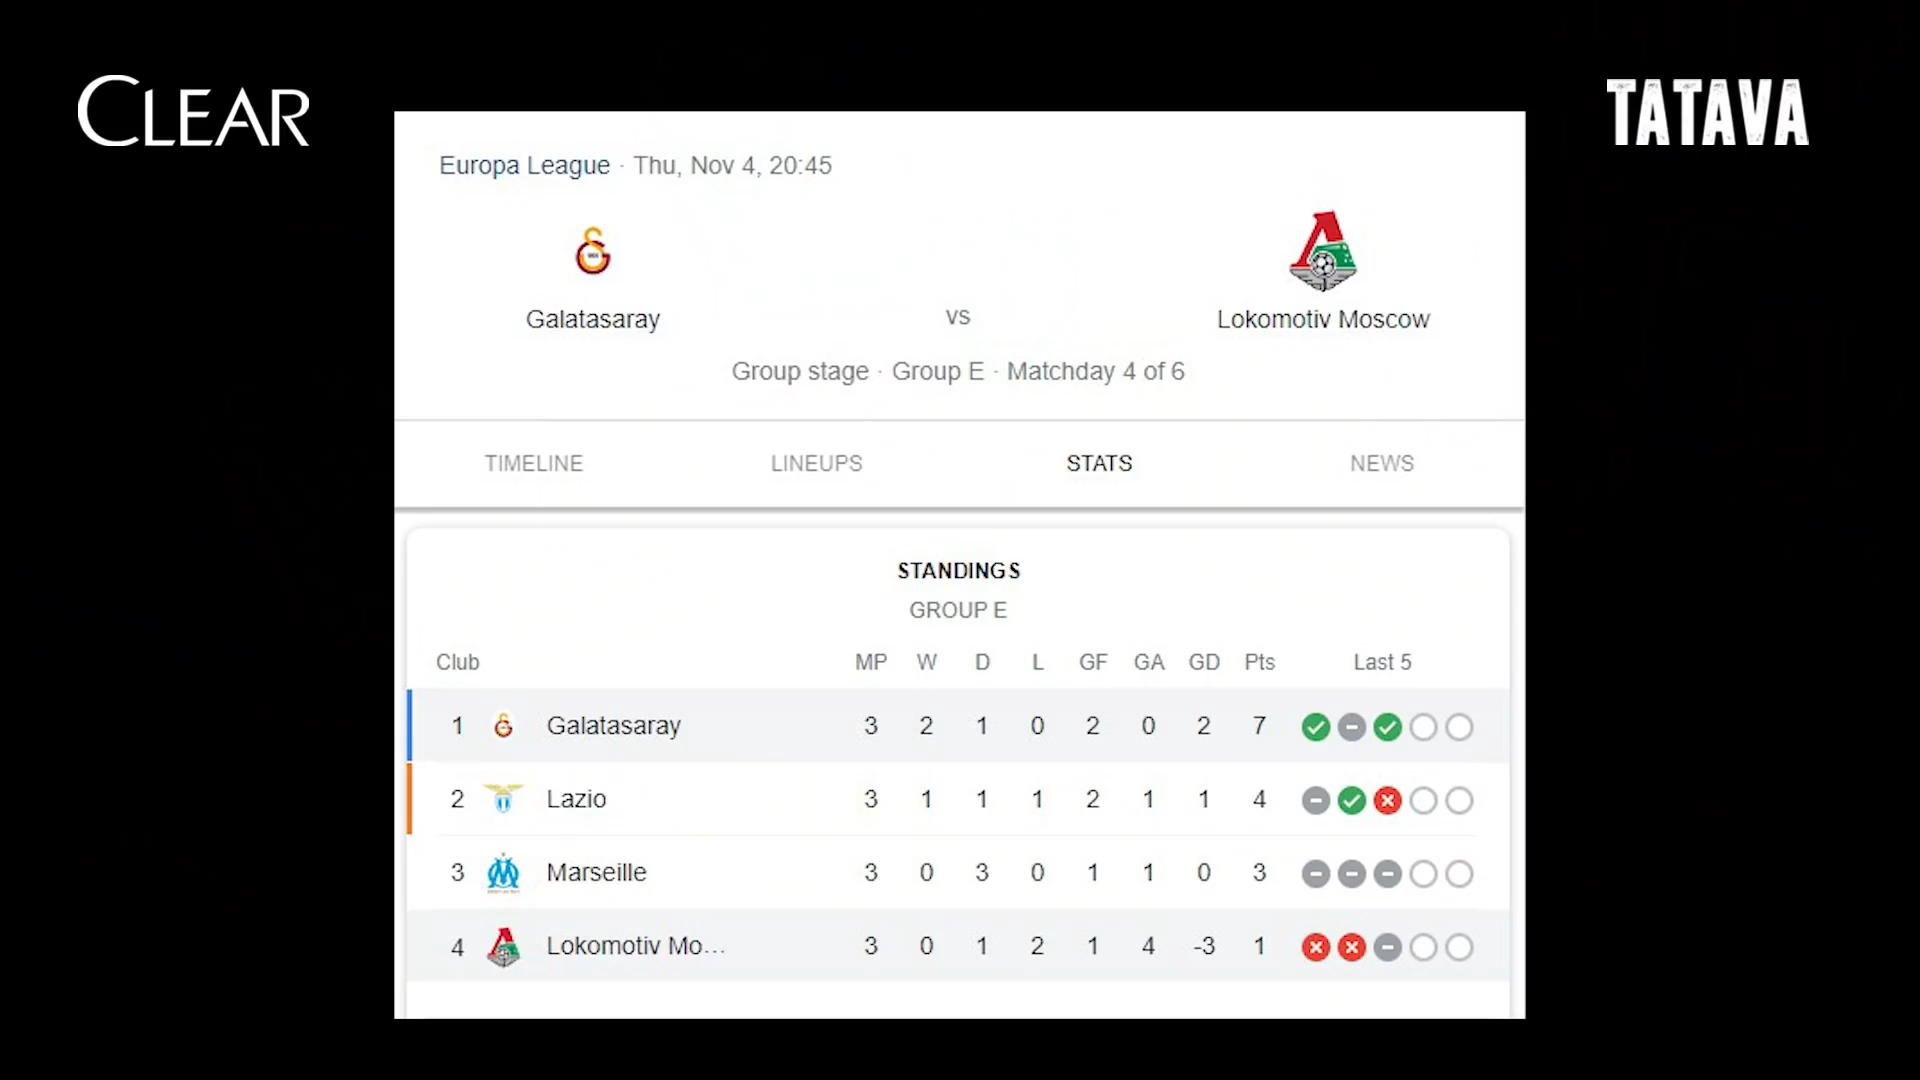 CLEAR
TATAVA
Europa League · Thu, Nov 4, 20:45
Galatasaray
vs
Lokomotiv Moscow
Group stage · Group E · Matchday 4 of 6
TIMELINE LINEUPS STATS NEWS
STANDINGS
GROUP E
Club MP W D L GF GA GD Pts Last 5
1 Galatasaray 3 2 1 0 2 0 2 7
2 Lazio 3 1 1 1 2 1 1 4
3 Marseille 3 0 3 0 1 1 0 3
4 Lokomotiv Mo... 3 0 1 2 1 4 -3 1